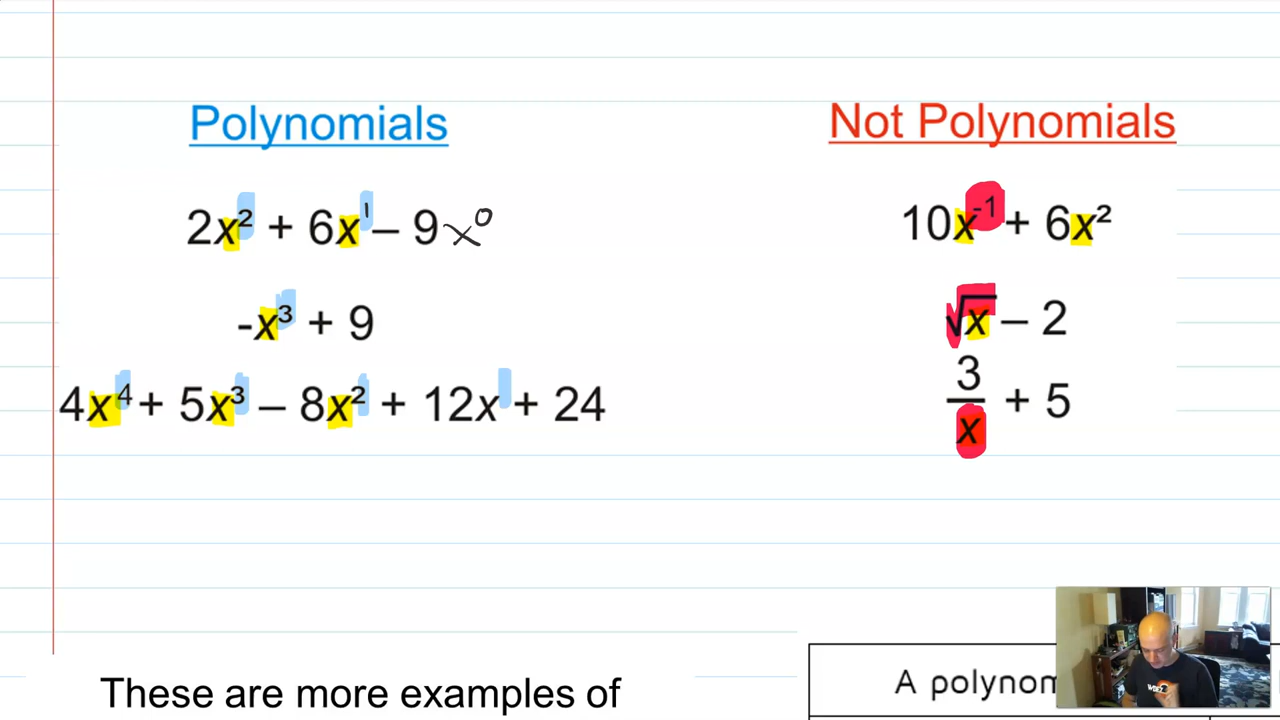 Polynomials
2x² + 6x¹ – 9x⁰
-x³ + 9
4x⁴ + 5x³ – 8x² + 12x + 24
Not Polynomials
10x⁻¹ + 6x²
√x – 2
3/x + 5
These are more examples of
A polynom